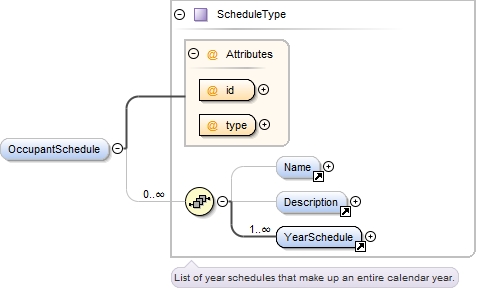 ScheduleType
@ Attributes
@ id
@ type
OccupantSchedule
0..∞
Name
Description
1..∞
YearSchedule
List of year schedules that make up an entire calendar year.